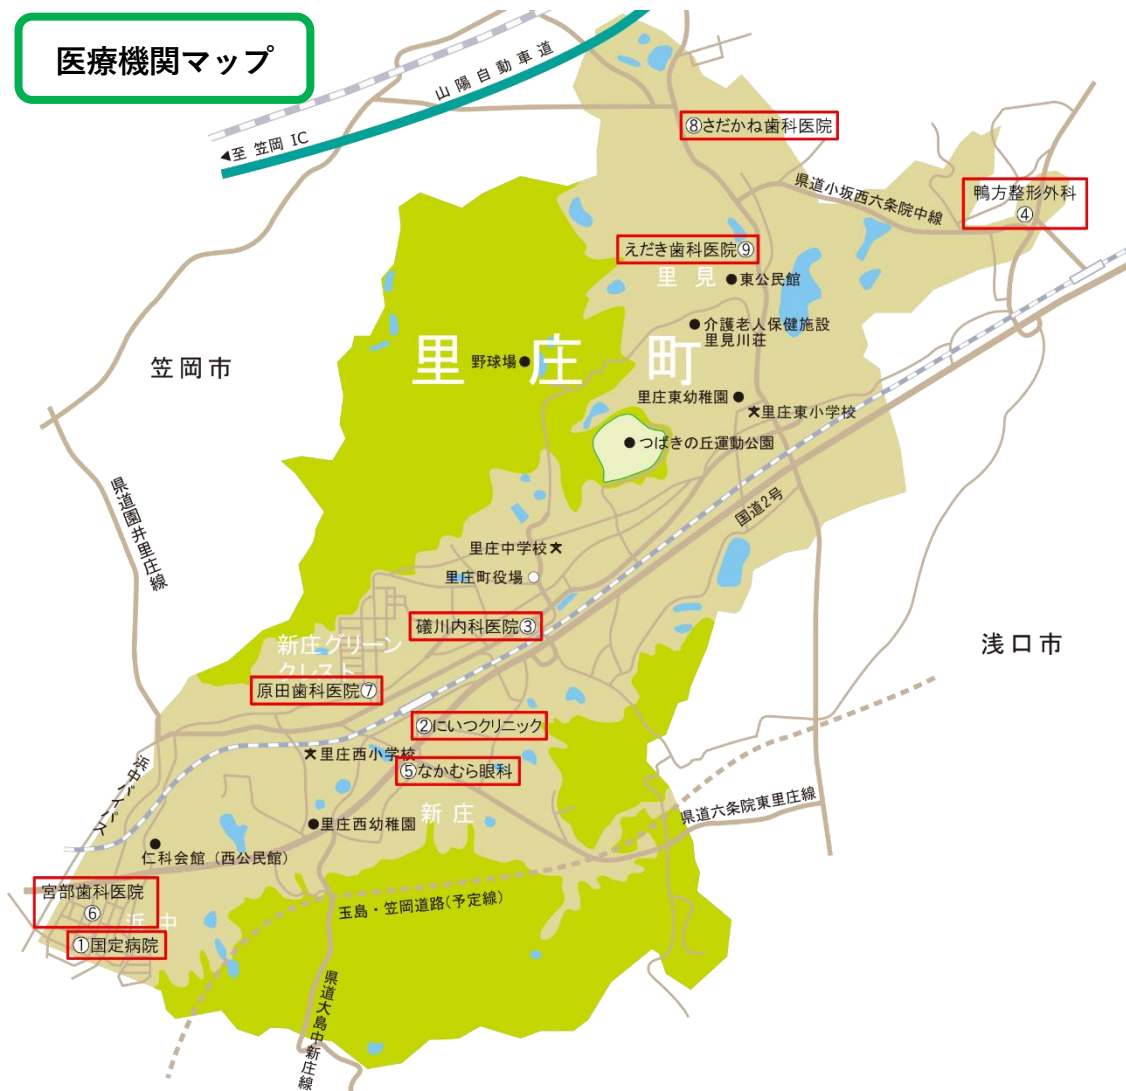 医療機関マップ
山陽自動車道
◀至 笠岡 IC
⑧さだかね歯科医院
県道小坂西六条院中線
鴨方整形外科
④
えだき歯科医院⑨
里見
東公民館
介護老人保健施設
里見川荘
笠岡市
里庄町
野球場
里庄東幼稚園
里庄東小学校
つばきの丘運動公園
県道園井里庄線
国道2号
里庄中学校
里庄町役場
礒川内科医院③
新庄グリーン
クレスト
浅口市
原田歯科医院⑦
②にいつクリニック
里庄西小学校
⑤なかむら眼科
浜中バイパス
新庄
里庄西幼稚園
県道六条院東里庄線
仁科会館（西公民館）
宮部歯科医院
⑥
浜中
玉島・笠岡道路(予定線)
①国定病院
県道大島中新庄線